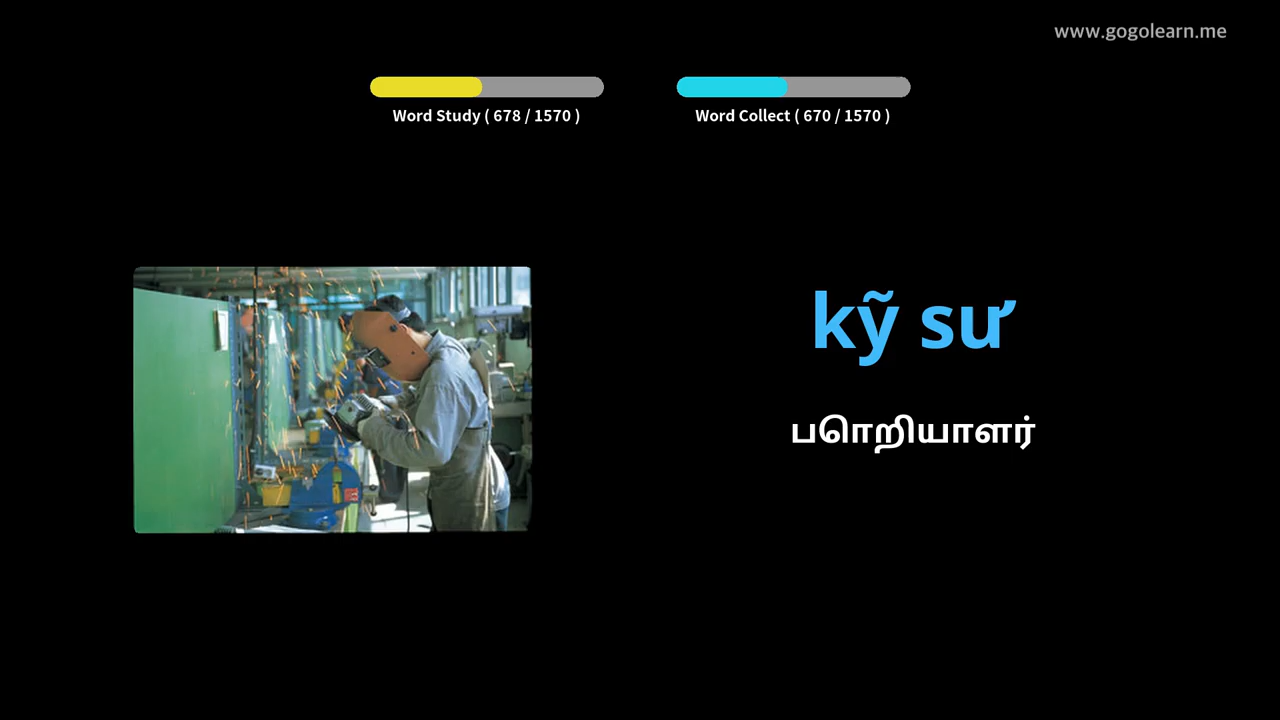 www.gogolearn.me
Word Study ( 678 / 1570 )
Word Collect ( 670 / 1570 )
kỹ sư
பொறியாளர்